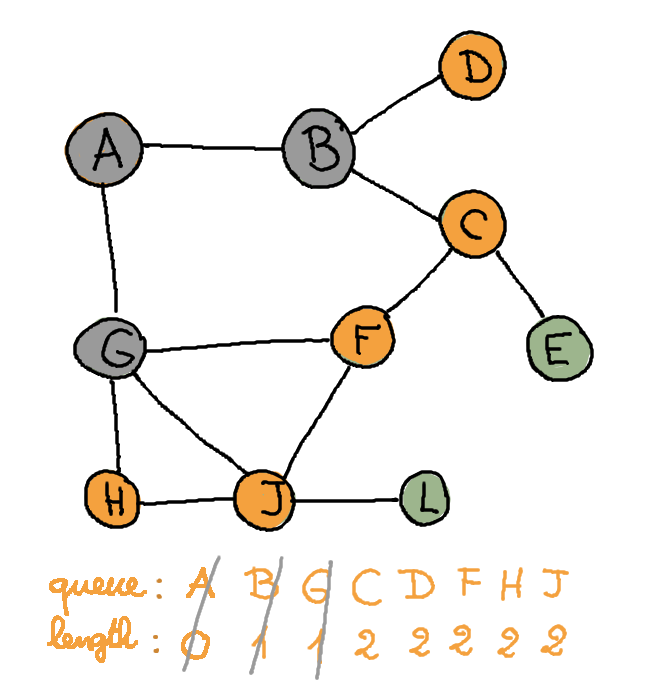 D
A B
C
G F E
H J L
queue: A B G C D F H J
length: 0 1 1 2 2 2 2 2